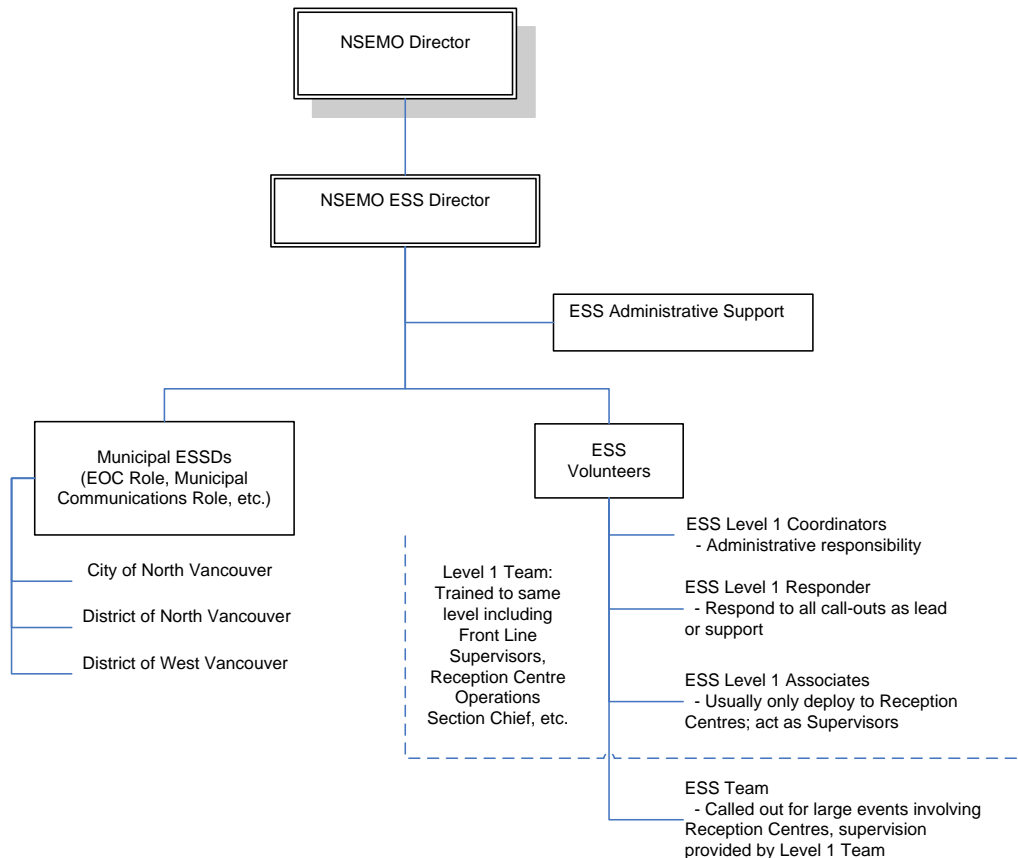 NSEMO Director
NSEMO ESS Director
ESS Administrative Support
Municipal ESSDs
(EOC Role, Municipal
Communications Role, etc.)
City of North Vancouver
District of North Vancouver
District of West Vancouver
ESS
Volunteers
Level 1 Team:
Trained to same
level including
Front Line
Supervisors,
Reception Centre
Operations
Section Chief, etc.
ESS Level 1 Coordinators
- Administrative responsibility
ESS Level 1 Responder
- Respond to all call-outs as lead
or support
ESS Level 1 Associates
- Usually only deploy to Reception
Centres; act as Supervisors
ESS Team
- Called out for large events involving
Reception Centres, supervision
provided by Level 1 Team